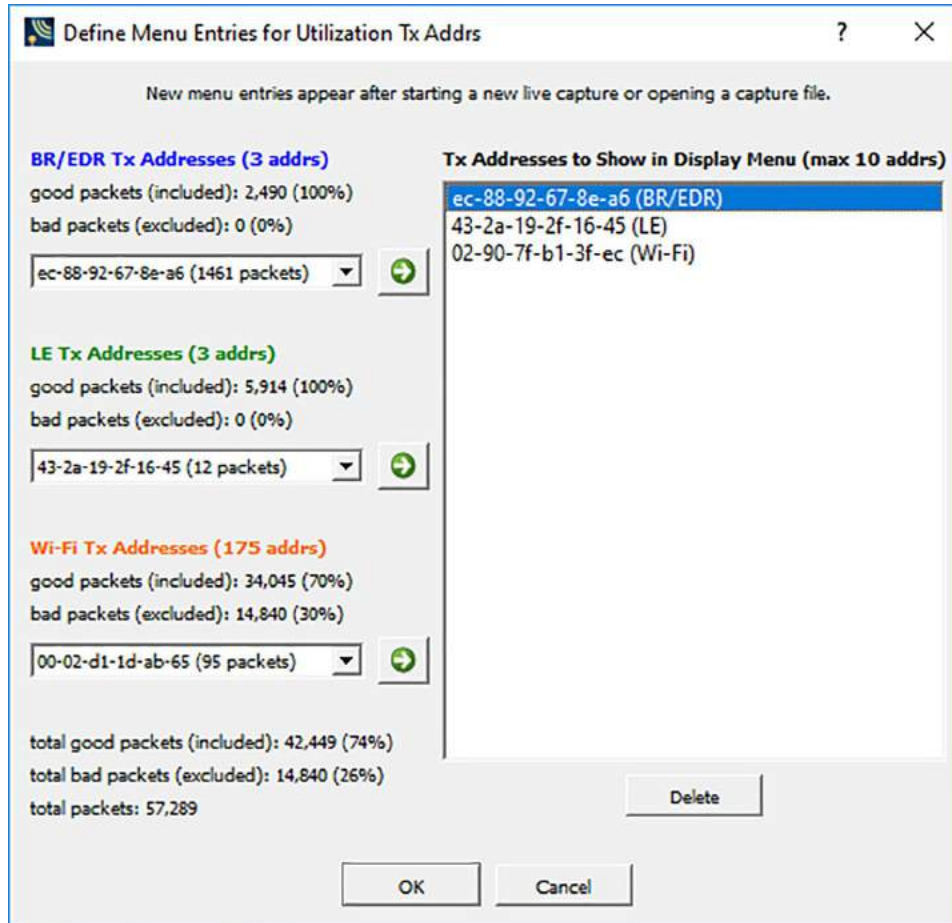 Define Menu Entries for Utilization Tx Addrs
?
New menu entries appear after starting a new live capture or opening a capture file.
BR/EDR Tx Addresses (3 addrs)
good packets (included): 2,490 (100%)
bad packets (excluded): 0 (0%)
ec-88-92-67-8e-a6 (1461 packets)
LE Tx Addresses (3 addrs)
good packets (included): 5,914 (100%)
bad packets (excluded): 0 (0%)
43-2a-19-2f-16-45 (12 packets)
Wi-Fi Tx Addresses (175 addrs)
good packets (included): 34,045 (70%)
bad packets (excluded): 14,840 (30%)
00-02-d1-1d-ab-65 (95 packets)
total good packets (included): 42,449 (74%)
total bad packets (excluded): 14,840 (26%)
total packets: 57,289
Tx Addresses to Show in Display Menu (max 10 addrs)
ec-88-92-67-8e-a6 (BR/EDR)
43-2a-19-2f-16-45 (LE)
02-90-7f-b1-3f-ec (Wi-Fi)
Delete
OK
Cancel